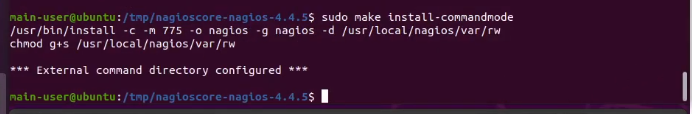 main-user@ubuntu:/tmp/nagioscore-nagios-4.4.5$ sudo make install-commandmode
/usr/bin/install -c -m 775 -o nagios -g nagios -d /usr/local/nagios/var/rw
chmod g+s /usr/local/nagios/var/rw
*** External command directory configured ***
main-user@ubuntu:/tmp/nagioscore-nagios-4.4.5$